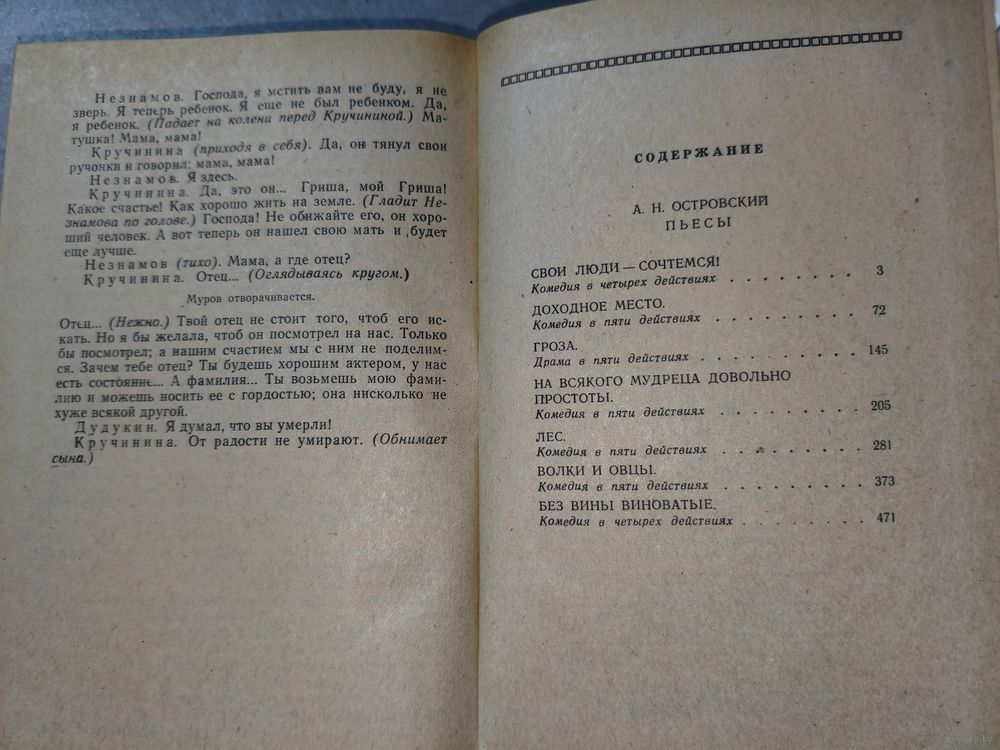 Незнамов. Господа, я мстить вам не буду, я не
зверь. Я теперь ребенок. Я еще не был ребенком. Да,
я ребенок. (Падает на колени перед Кручининой.) Ма-
тушка! Мама, мама!
Кручинина (приходя в себя). Да, он тянул свои
ручонки и говорил: мама, мама!
Незнамов. Я здесь.
Кручинина. Да, это он... Гриша, мой Гриша!
Какое счастье! Как хорошо жить на земле. (Гладит Не-
знамова по голове.) Господа! Не обижайте его, он хоро-
ший человек. А вот теперь он нашел свою мать и будет
еще лучше.
Незнамов (тихо). Мама, а где отец?
Кручинина. Отец... (Оглядываясь кругом.)
Муров отворачивается.
Отец... (Нежно.) Твой отец не стоит того, чтоб его ис-
кать. Но я бы желала, чтоб он посмотрел на нас. Только
бы посмотрел; а нашим счастием мы с ним не поделим-
ся. Зачем тебе отец? Ты будешь хорошим актером, у нас
есть состояние... А фамилия... Ты возьмешь мою фами-
лию и можешь носить ее с гордостью; она нисколько не
хуже всякой другой.
Дудукин. Я думал, что вы умерли!
Кручинина. От радости не умирают. (Обнимает
сына.)
СОДЕРЖАНИЕ
А. Н. ОСТРОВСКИЙ
ПЬЕСЫ
СВОИ ЛЮДИ — СОЧТЕМСЯ!
Комедия в четырех действиях . . . . . . . . 3
ДОХОДНОЕ МЕСТО.
Комедия в пяти действиях . . . . . . . . . 72
ГРОЗА.
Драма в пяти действиях . . . . . . . . . . 145
НА ВСЯКОГО МУДРЕЦА ДОВОЛЬНО
ПРОСТОТЫ.
Комедия в пяти действиях . . . . . . . . . 205
ЛЕС.
Комедия в пяти действиях . . . . . . . . . 281
ВОЛКИ И ОВЦЫ.
Комедия в пяти действиях . . . . . . . . . 373
БЕЗ ВИНЫ ВИНОВАТЫЕ.
Комедия в четырех действиях . . . . . . . . 471